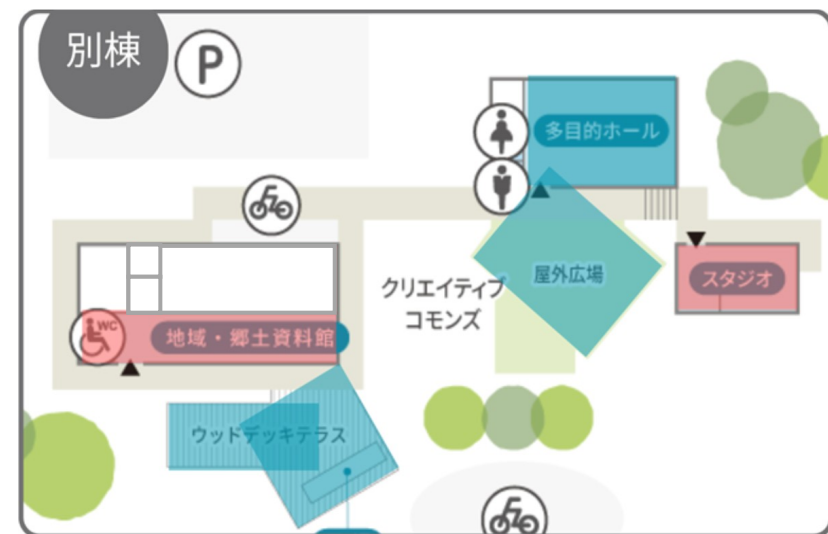 別棟
P
多目的ホール
屋外広場
スタジオ
クリエイティブ
コモンズ
WC
地域・郷土資料館
ウッドデッキテラス